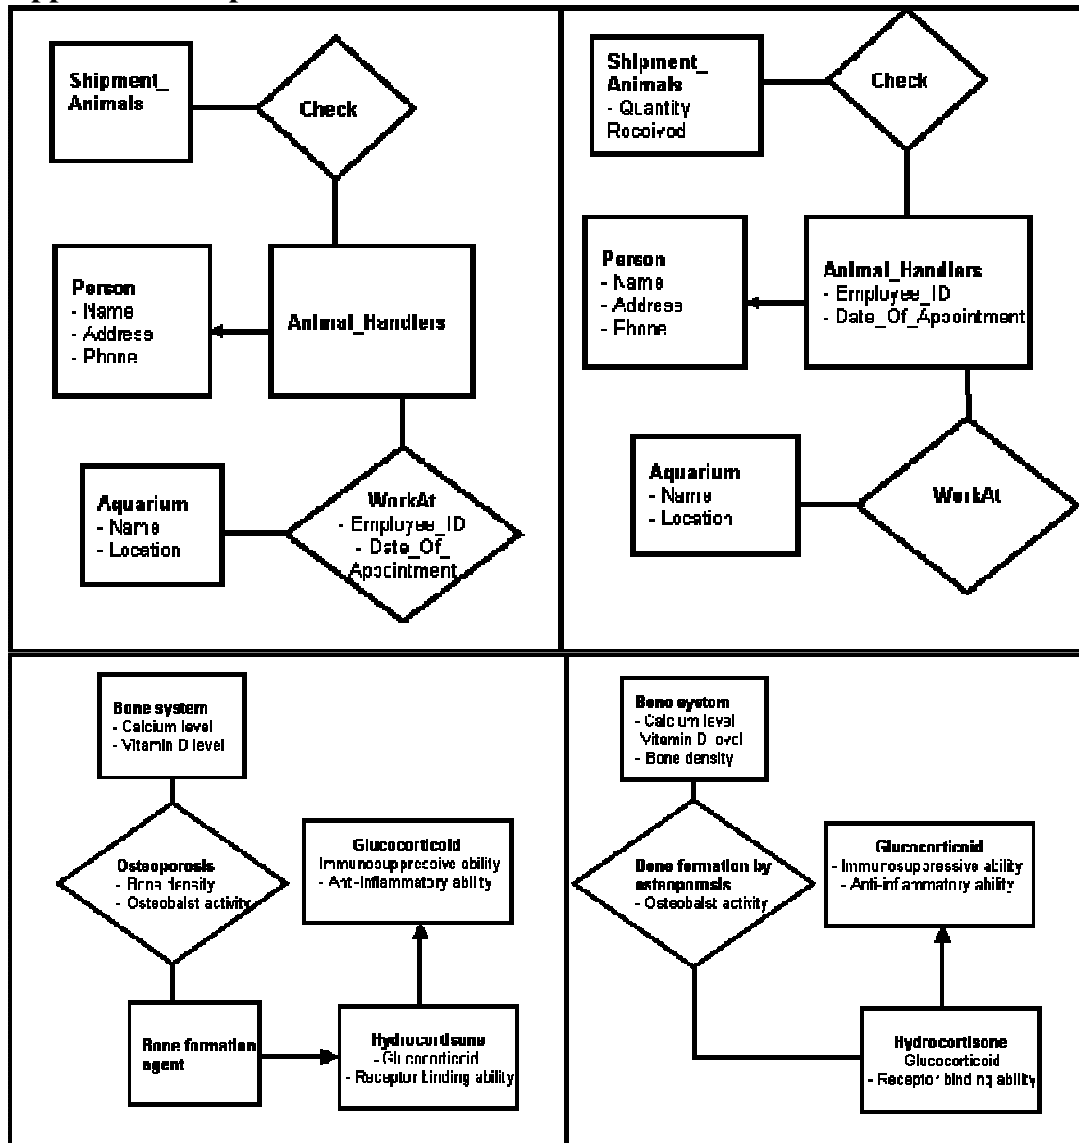 Shipment_
Animals
Check
Person
- Name
- Address
- Phone
Animal_Handlers
Aquarium
- Name
- Location
WorkAt
- Employee_ID
- Date_Of_
Appointment
Shipment_
Animals
- Quantity
Received
Check
Person
- Name
- Address
- Phone
Animal_Handlers
- Employee_ID
- Date_Of_Appointment
Aquarium
- Name
- Location
WorkAt
Bone system
- Calcium level
- Vitamin D level
Osteoporosis
- Bone density
- Osteobalst activity
Glucocorticoid
Immunosuppressive ability
- Anti-inflammatory ability
Bone formation
agent
Hydrocortisone
- Glucocorticoid
- Receptor binding ability
Bone system
- Calcium level
Vitamin D level
- Bone density
Bone formation by
osteoporosis
- Osteobalst activity
Glucocorticoid
- Immunosuppressive ability
- Anti-inflammatory ability
Hydrocortisone
Glucocorticoid
- Receptor binding ability